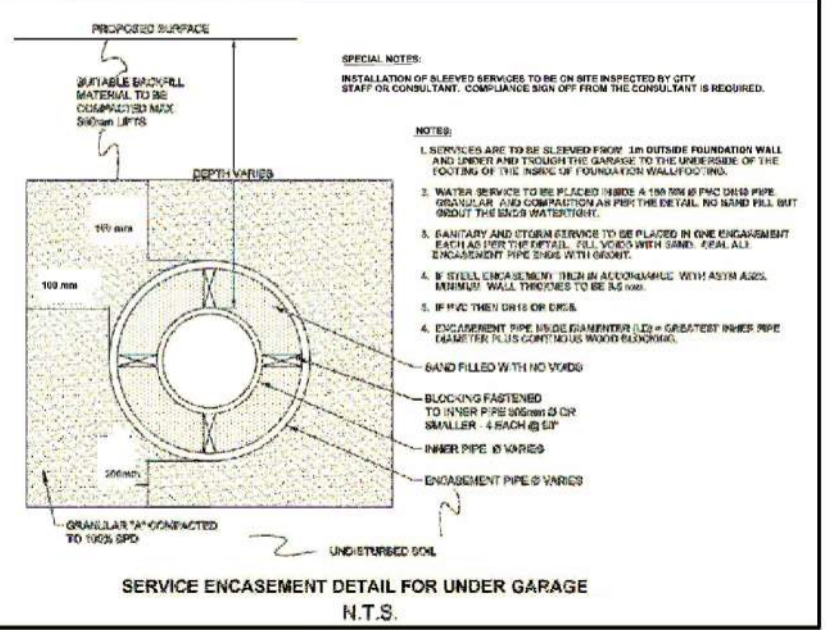 PROPOSED SURFACE
SUITABLE BACKFILL
MATERIAL TO BE
COMPACTED MAX
LIFTS
DEPTH VARIES
100 mm
SPECIAL NOTES:
INSTALLATION OF SLEEVED SERVICES TO BE ON SITE INSPECTED BY CITY
STAFF OR CONSULTANT. COMPLIANCE SIGN OFF FROM THE CONSULTANT IS REQUIRED.
NOTES:
1. SERVICES ARE TO BE SLEEVED FROM 1m OUTSIDE FOUNDATION WALL
AND UNDER AND TROUGH THE GARAGE TO THE UNDERSIDE OF THE
FOOTING OF THE INSIDE OF FOUNDATION WALL/FOOTING.
2. WATER SERVICE TO BE PLACED INSIDE A MM Ø PVC DR18 PIPE.
GRANULAR AND COMPACTION AS PER THE DETAIL. NO SAND FILL BUT
GROUT THE ENDS WATERTIGHT.
3. SANITARY AND STORM SERVICE TO BE PLACED IN ONE ENCASEMENT
EACH AS PER THE DETAIL. FILL VOIDS WITH SAND. SEAL ALL
ENCASEMENT PIPE ENDS WITH GROUT.
4. IF STEEL ENCASEMENT THEN IN ACCORDANCE WITH ASTM
MINIMUM WALL THICKNES TO BE mm.
5. IF PVC THEN DR18 OR
ENCASEMENT PIPE INSIDE DIAMENTER (I.D.) = GREATEST INNER PIPE
DIAMETER PLUS CONTINOUS WOOD BLOCKING.
SAND FILLED WITH NO VOIDS
BLOCKING FASTENED
TO INNER PIPE Ø OR
SMALLER - 4 EACH @
INNER PIPE Ø VARIES
ENCASEMENT PIPE Ø VARIES
200mm
GRANULAR "A" COMPACTED
TO 100% SPD
UNDISTURBED SOIL
SERVICE ENCASEMENT DETAIL FOR UNDER GARAGE
N.T.S.